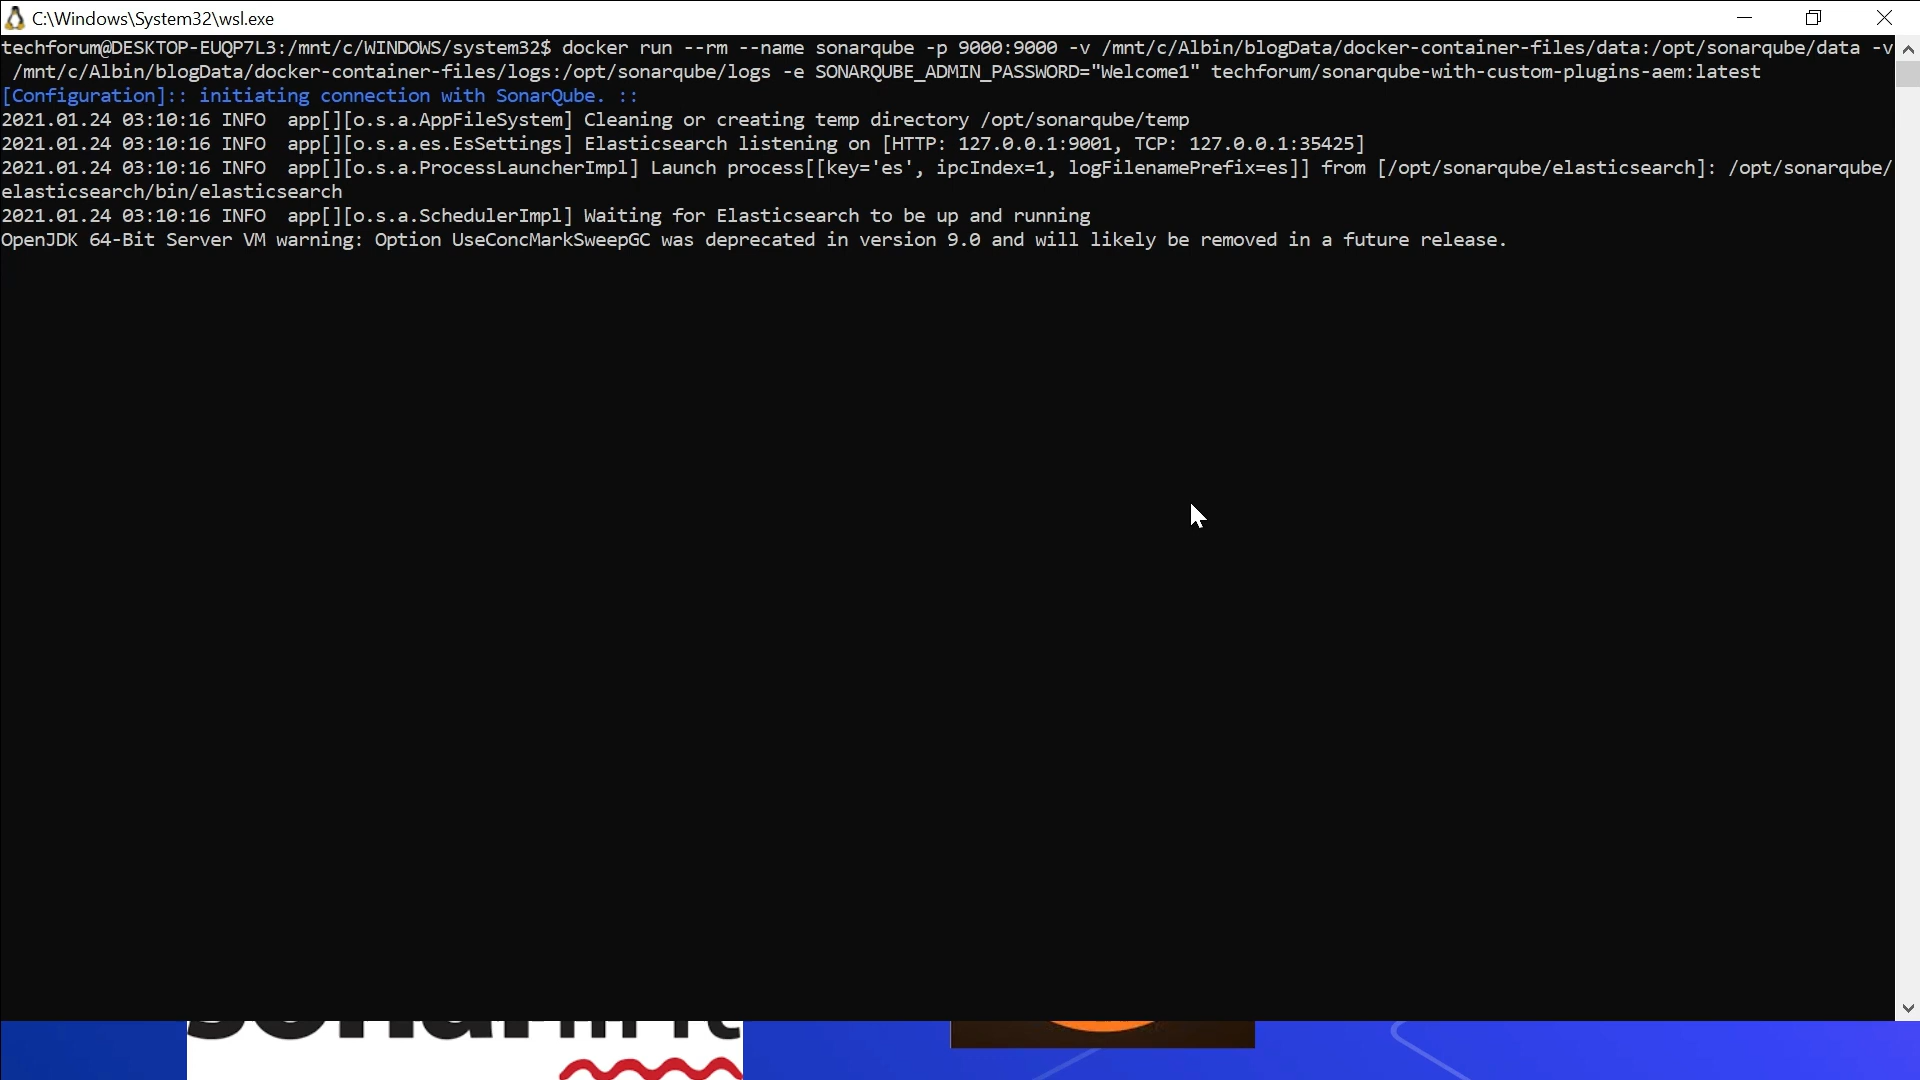 C:\Windows\System32\wsl.exe
techforum@DESKTOP-EUQP7L3:/mnt/c/WINDOWS/system32$ docker run --rm --name sonarqube -p 9000:9000 -v /mnt/c/Albin/blogData/docker-container-files/data:/opt/sonarqube/data -v
/mnt/c/Albin/blogData/docker-container-files/logs:/opt/sonarqube/logs -e SONARQUBE_ADMIN_PASSWORD="Welcome1" techforum/sonarqube-with-custom-plugins-aem:latest
[Configuration]:: initiating connection with SonarQube. ::
2021.01.24 03:10:16 INFO  app[][o.s.a.AppFileSystem] Cleaning or creating temp directory /opt/sonarqube/temp
2021.01.24 03:10:16 INFO  app[][o.s.a.es.EsSettings] Elasticsearch listening on [HTTP: 127.0.0.1:9001, TCP: 127.0.0.1:35425]
2021.01.24 03:10:16 INFO  app[][o.s.a.ProcessLauncherImpl] Launch process[[key='es', ipcIndex=1, logFilenamePrefix=es]] from [/opt/sonarqube/elasticsearch]: /opt/sonarqube/
elasticsearch/bin/elasticsearch
2021.01.24 03:10:16 INFO  app[][o.s.a.SchedulerImpl] Waiting for Elasticsearch to be up and running
OpenJDK 64-Bit Server VM warning: Option UseConcMarkSweepGC was deprecated in version 9.0 and will likely be removed in a future release.